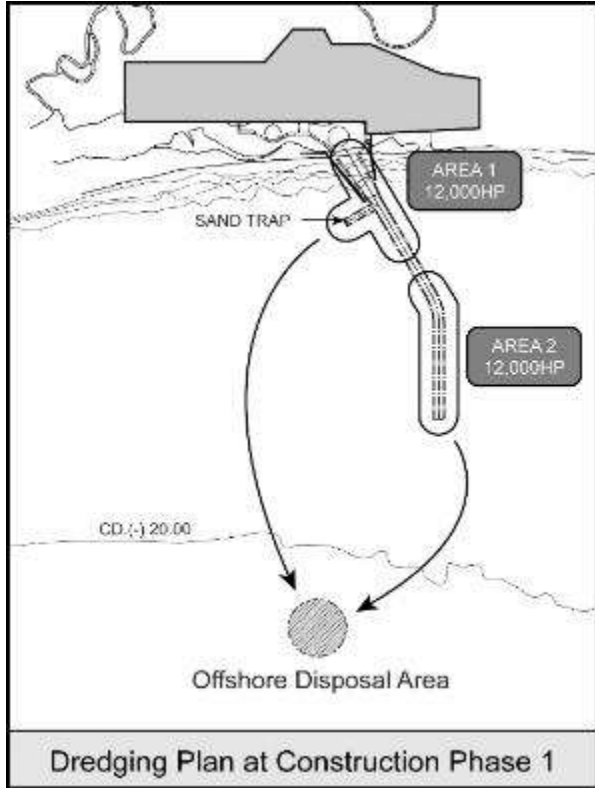 AREA 1
12,000HP
SAND TRAP
AREA 2
12,000HP
CD.(-) 20.00
Offshore Disposal Area
Dredging Plan at Construction Phase 1